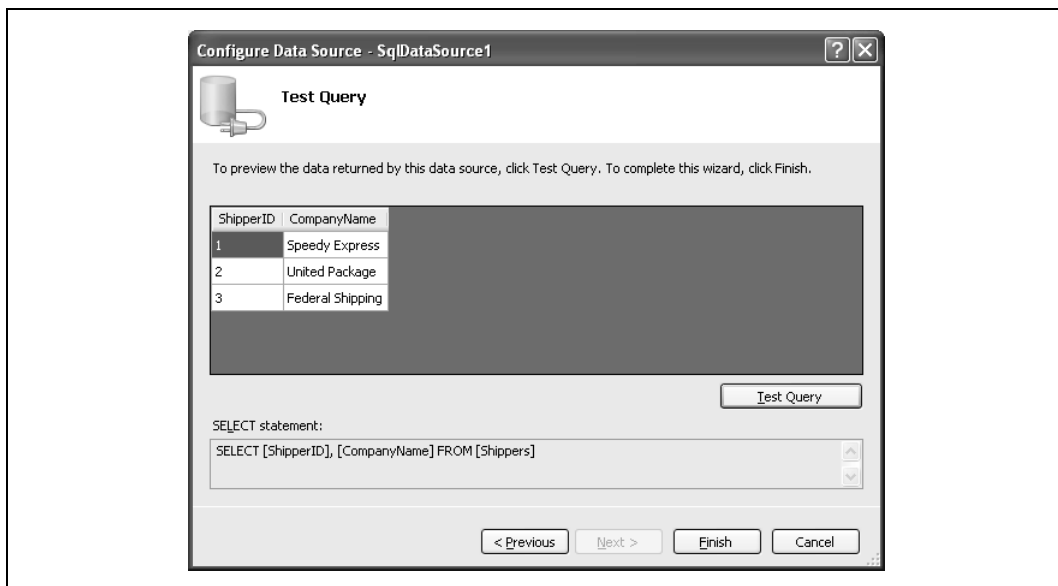 Configure Data Source - SqlDataSource1
Test Query
To preview the data returned by this data source, click Test Query. To complete this wizard, click Finish.
ShipperID CompanyName
1 Speedy Express
2 United Package
3 Federal Shipping
Test Query
SELECT statement:
SELECT [ShipperID], [CompanyName] FROM [Shippers]
< Previous Next > Finish Cancel